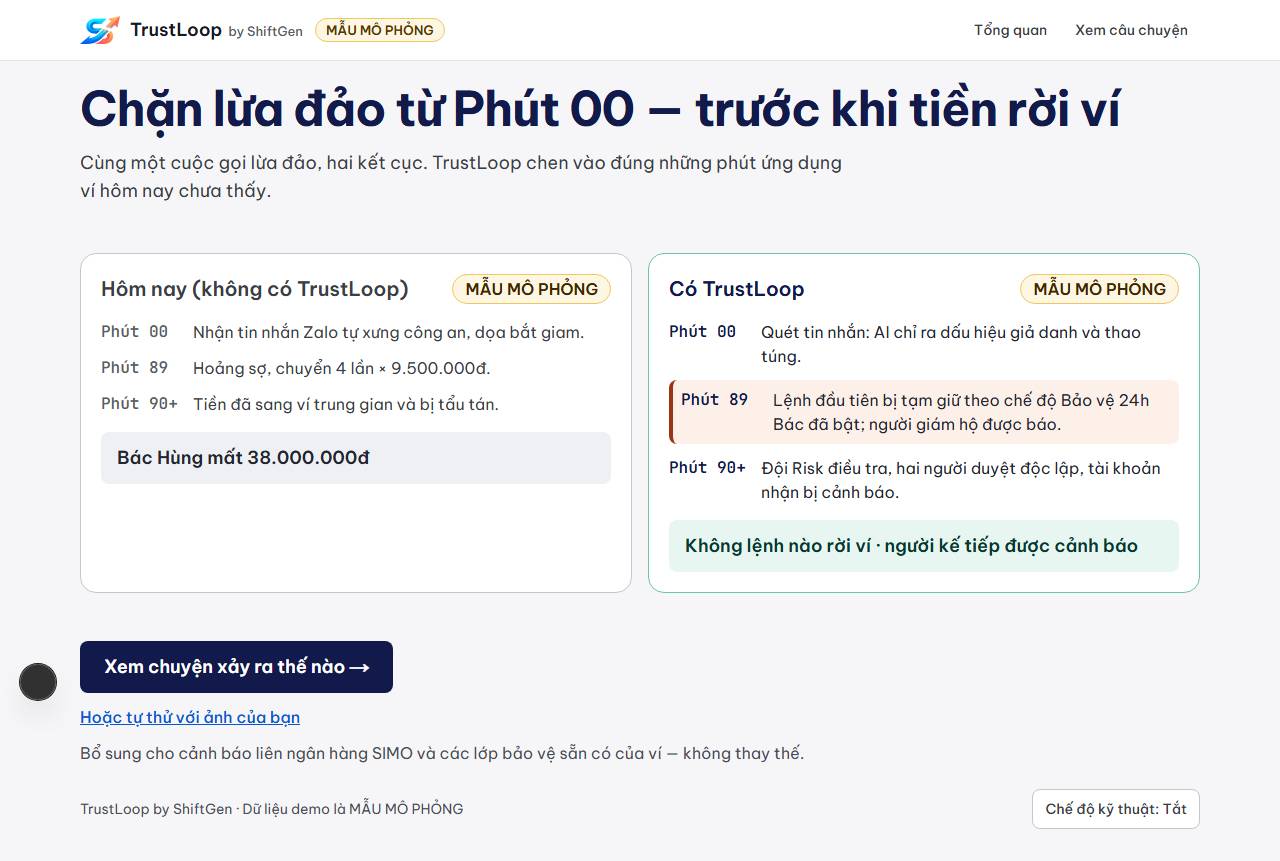 TrustLoop by ShiftGen MẪU MÔ PHỎNG
Tổng quan Xem câu chuyện
Chặn lừa đảo từ Phút 00 — trước khi tiền rời ví
Cùng một cuộc gọi lừa đảo, hai kết cục. TrustLoop chen vào đúng những phút ứng dụng
ví hôm nay chưa thấy.
Hôm nay (không có TrustLoop) MẪU MÔ PHỎNG
Phút 00 Nhận tin nhắn Zalo tự xưng công an, dọa bắt giam.
Phút 89 Hoảng sợ, chuyển 4 lần × 9.500.000đ.
Phút 90+ Tiền đã sang ví trung gian và bị tẩu tán.
Bác Hùng mất 38.000.000đ
Có TrustLoop MẪU MÔ PHỎNG
Phút 00 Quét tin nhắn: AI chỉ ra dấu hiệu giả danh và thao
túng.
Phút 89 Lệnh đầu tiên bị tạm giữ theo chế độ Bảo vệ 24h
Bác đã bật; người giám hộ được báo.
Phút 90+ Đội Risk điều tra, hai người duyệt độc lập, tài khoản
nhận bị cảnh báo.
Không lệnh nào rời ví · người kế tiếp được cảnh báo
Xem chuyện xảy ra thế nào →
Hoặc tự thử với ảnh của bạn
Bổ sung cho cảnh báo liên ngân hàng SIMO và các lớp bảo vệ sẵn có của ví — không thay thế.
TrustLoop by ShiftGen · Dữ liệu demo là MẪU MÔ PHỎNG
Chế độ kỹ thuật: Tắt